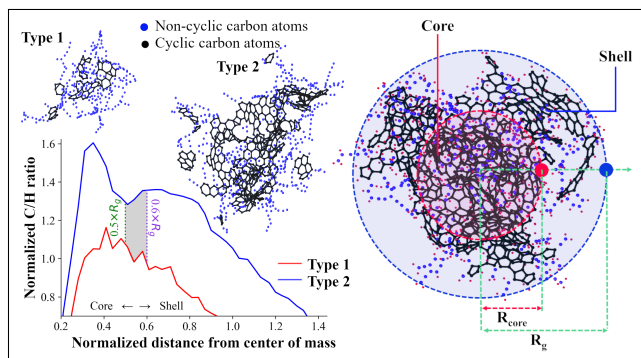 Type 1
Non-cyclic carbon atoms
Cyclic carbon atoms
Type 2
Normalized C/H ratio
1.6
1.4
1.2
1.0
0.8
0.5×Rg
0.6×Rg
Type 1
Type 2
Core ← → Shell
0.2 0.4 0.6 0.8 1.0 1.2 1.4
Normalized distance from center of mass
Core
Shell
Rcore
Rg